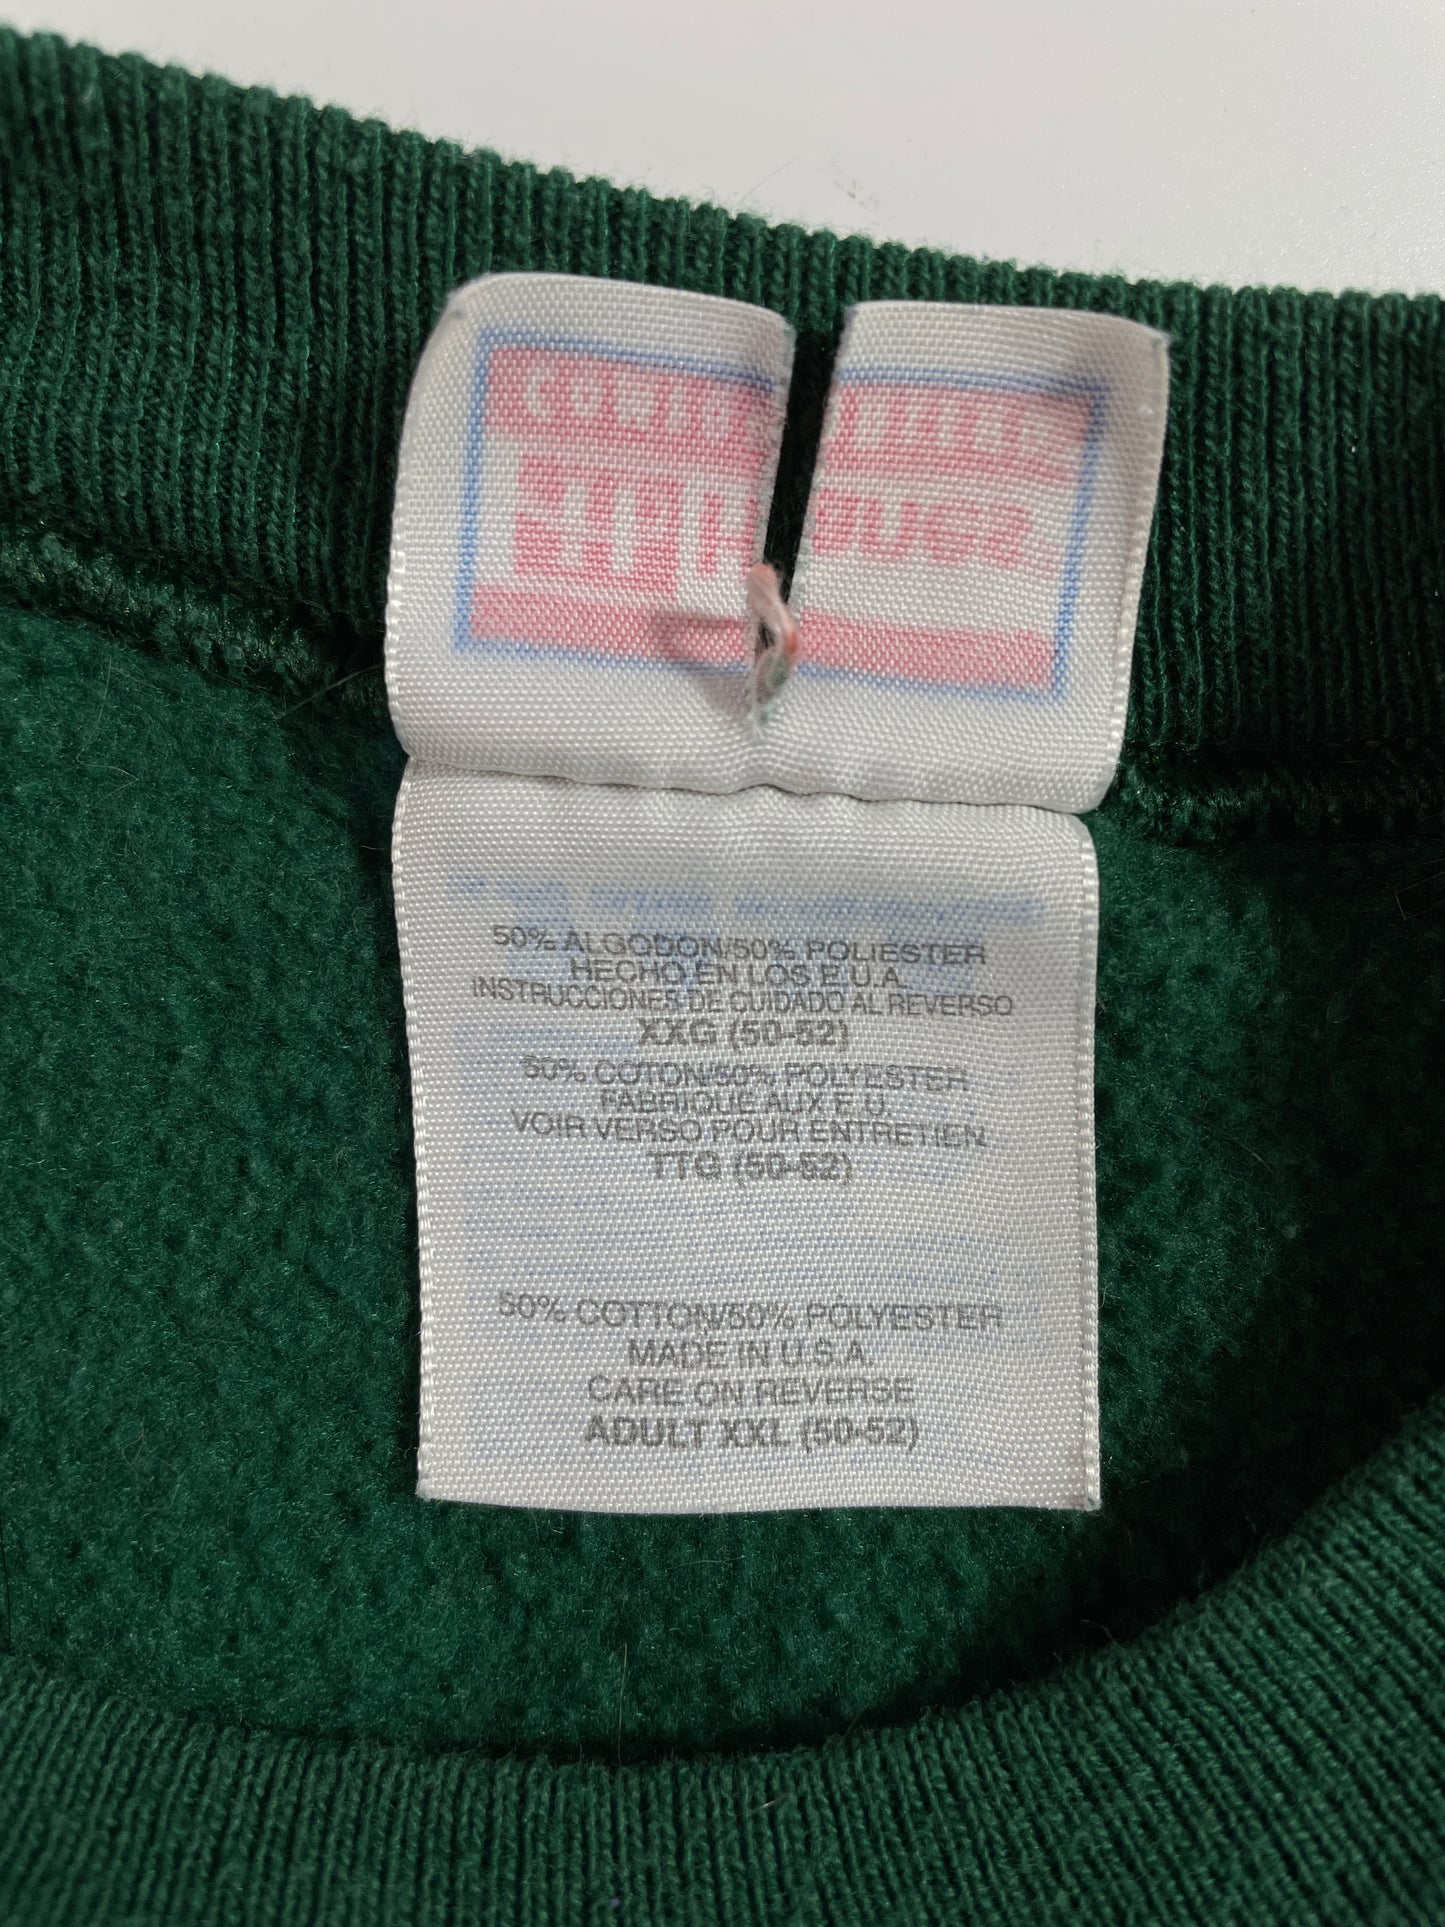 50% ALGODON/50% POLIESTER
HECHO EN LOS E.U.A.
INSTRUCCIONES DE CUIDADO AL REVERSO
XXG (50-52)
50% COTON/50% POLYESTER
FABRIQUE AUX E.U.
VOIR VERSO POUR ENTRETIEN
TTG (50-52)
50% COTTON/50% POLYESTER
MADE IN U.S.A.
CARE ON REVERSE
ADULT XXL (50-52)